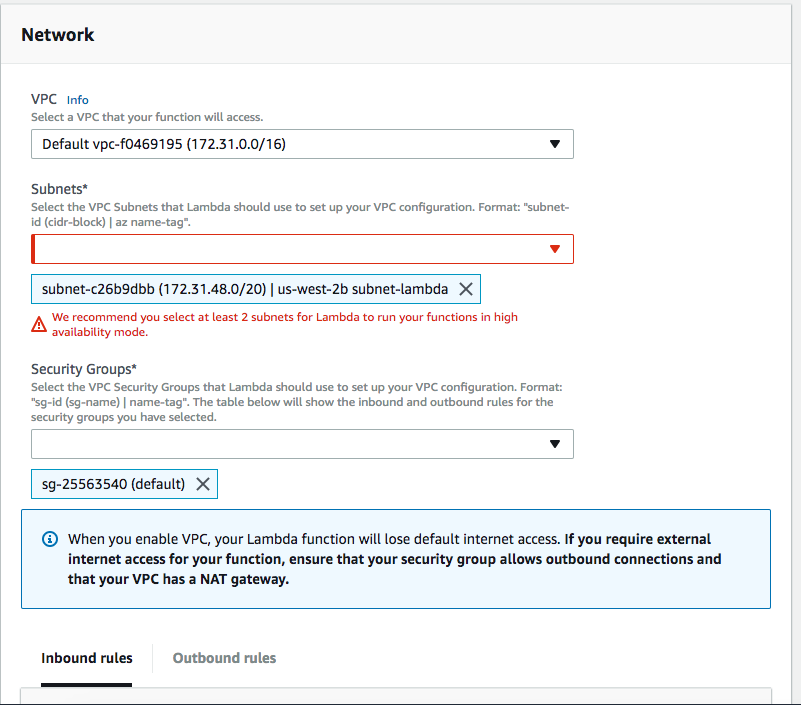 Network
VPC Info
Select a VPC that your function will access.
Default vpc-f0469195 (172.31.0.0/16)
Subnets*
Select the VPC Subnets that Lambda should use to set up your VPC configuration. Format: "subnet-
id (cidr-block) | az name-tag".
subnet-c26b9dbb (172.31.48.0/20) | us-west-2b subnet-lambda
We recommend you select at least 2 subnets for Lambda to run your functions in high
availability mode.
Security Groups*
Select the VPC Security Groups that Lambda should use to set up your VPC configuration. Format:
"sg-id (sg-name) | name-tag". The table below will show the inbound and outbound rules for the
security groups you have selected.
sg-25563540 (default)
When you enable VPC, your Lambda function will lose default internet access. If you require external
internet access for your function, ensure that your security group allows outbound connections and
that your VPC has a NAT gateway.
Inbound rules Outbound rules